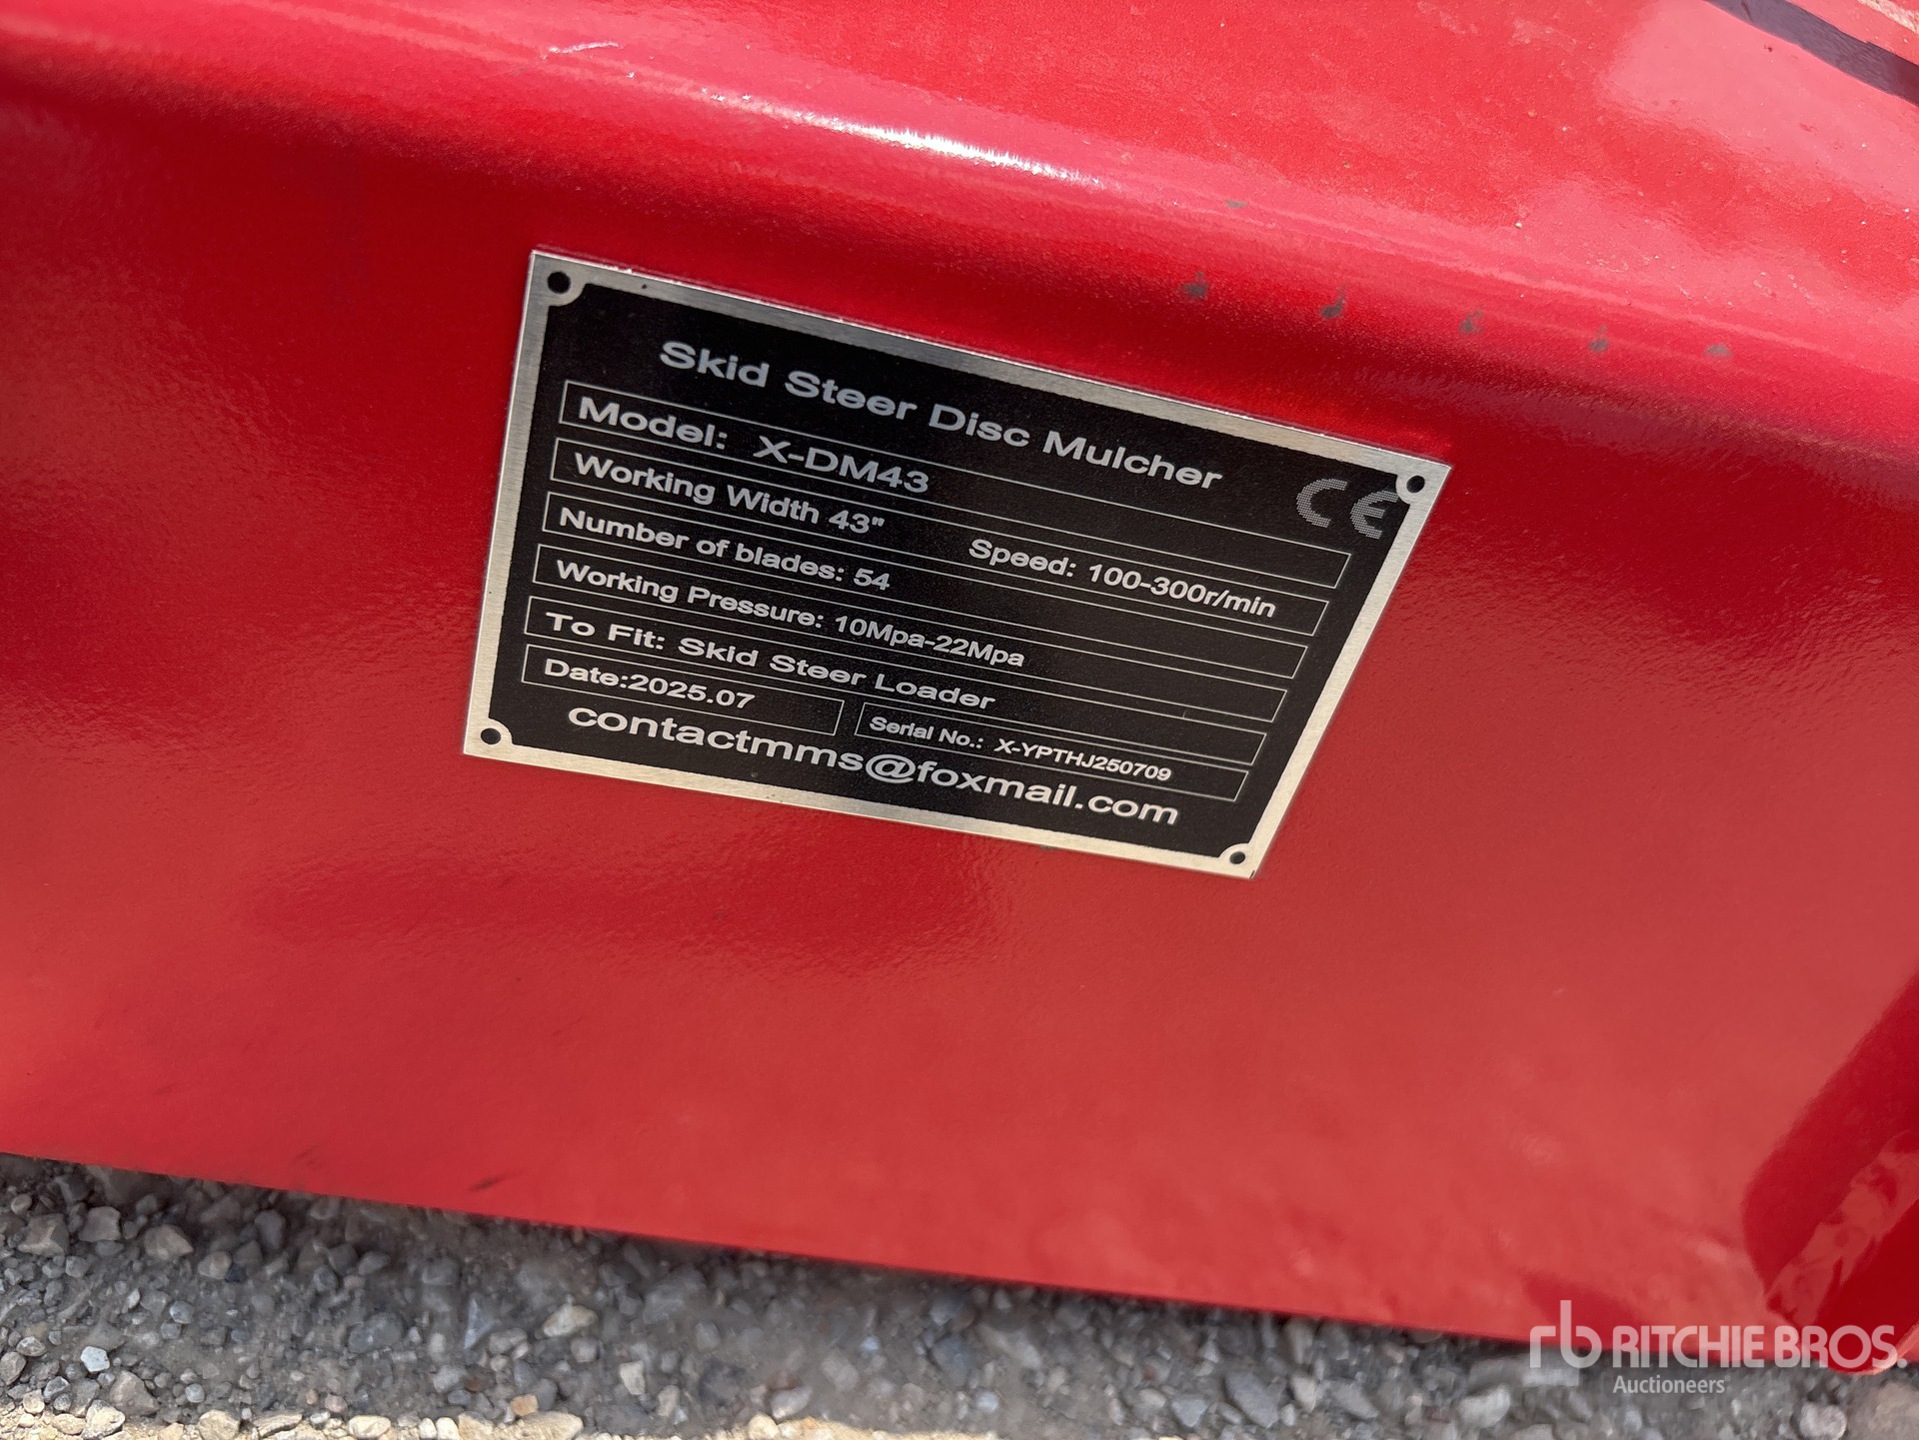 Skid Steer Disc Mulcher
CE
Model: X-DM43
Working Width 43"
Speed: 100-300r/min
Number of blades: 54
Working Pressure: 10Mpa-22Mpa
To Fit: Skid Steer Loader
Date:2025.07
Serial No.: X-YPTHJ250709
contactmms@foxmail.com
rb RITCHIE BROS.
Auctioneers